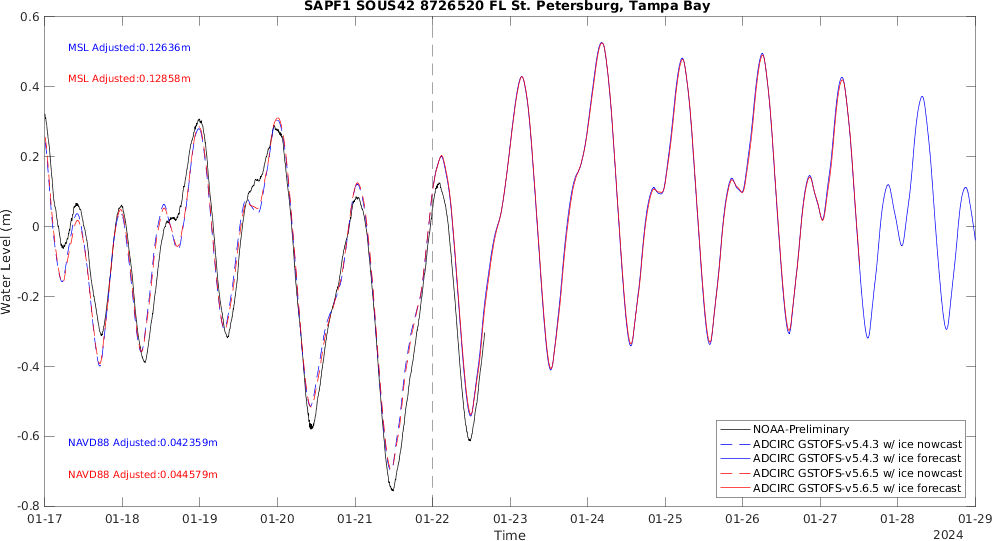 SAPF1 SOUS42 8726520 FL St. Petersburg, Tampa Bay
0.6
0.4
0.2
0
-0.2
-0.4
-0.6
-0.8
Water Level (m)
MSL Adjusted:0.12636m
MSL Adjusted:0.12858m
NAVD88 Adjusted:0.042359m
NAVD88 Adjusted:0.044579m
NOAA-Preliminary
ADCIRC GSTOFS-v5.4.3 w/ ice nowcast
ADCIRC GSTOFS-v5.4.3 w/ ice forecast
ADCIRC GSTOFS-v5.6.5 w/ ice nowcast
ADCIRC GSTOFS-v5.6.5 w/ ice forecast
01-17 01-18 01-19 01-20 01-21 01-22 01-23 01-24 01-25 01-26 01-27 01-28 01-29
Time
2024